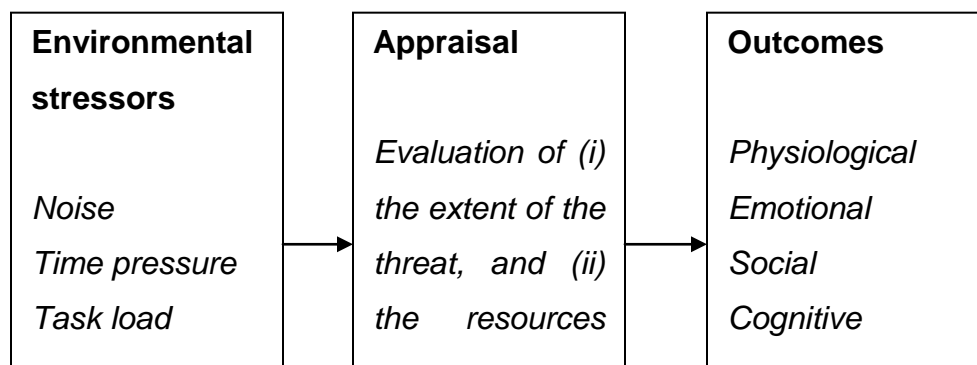 Environmental
stressors
Noise
Time pressure
Task load
Appraisal
Evaluation of (i)
the extent of the
threat, and (ii)
the resources
Outcomes
Physiological
Emotional
Social
Cognitive